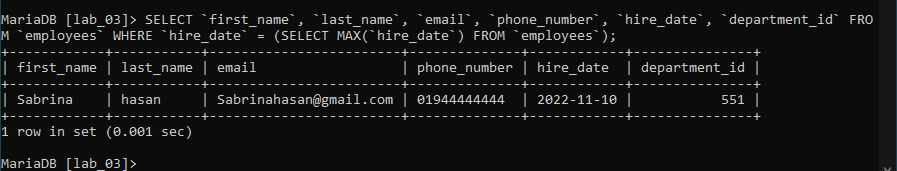 MariaDB [lab_03]> SELECT `first_name`, `last_name`, `email`, `phone_number`, `hire_date`, `department_id` FRO
M `employees` WHERE `hire_date` = (SELECT MAX(`hire_date`) FROM `employees`);
+------------+-----------+------------------------+--------------+------------+---------------+
| first_name | last_name | email                  | phone_number | hire_date  | department_id |
+------------+-----------+------------------------+--------------+------------+---------------+
| Sabrina    | hasan     | Sabrinahasan@gmail.com | 01944444444  | 2022-11-10 |           551 |
+------------+-----------+------------------------+--------------+------------+---------------+
1 row in set (0.001 sec)
MariaDB [lab_03]>